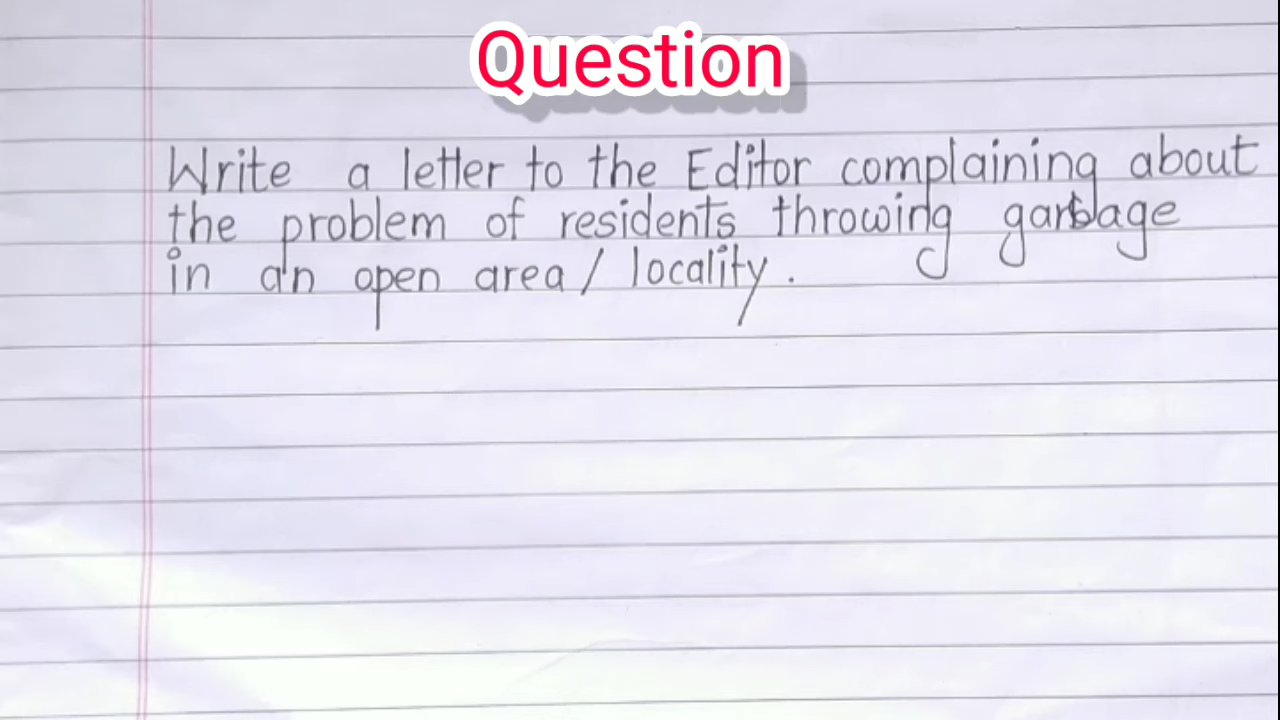 Question
Write a letter to the Editor complaining about
the problem of residents throwing garbage
in an open area / locality.